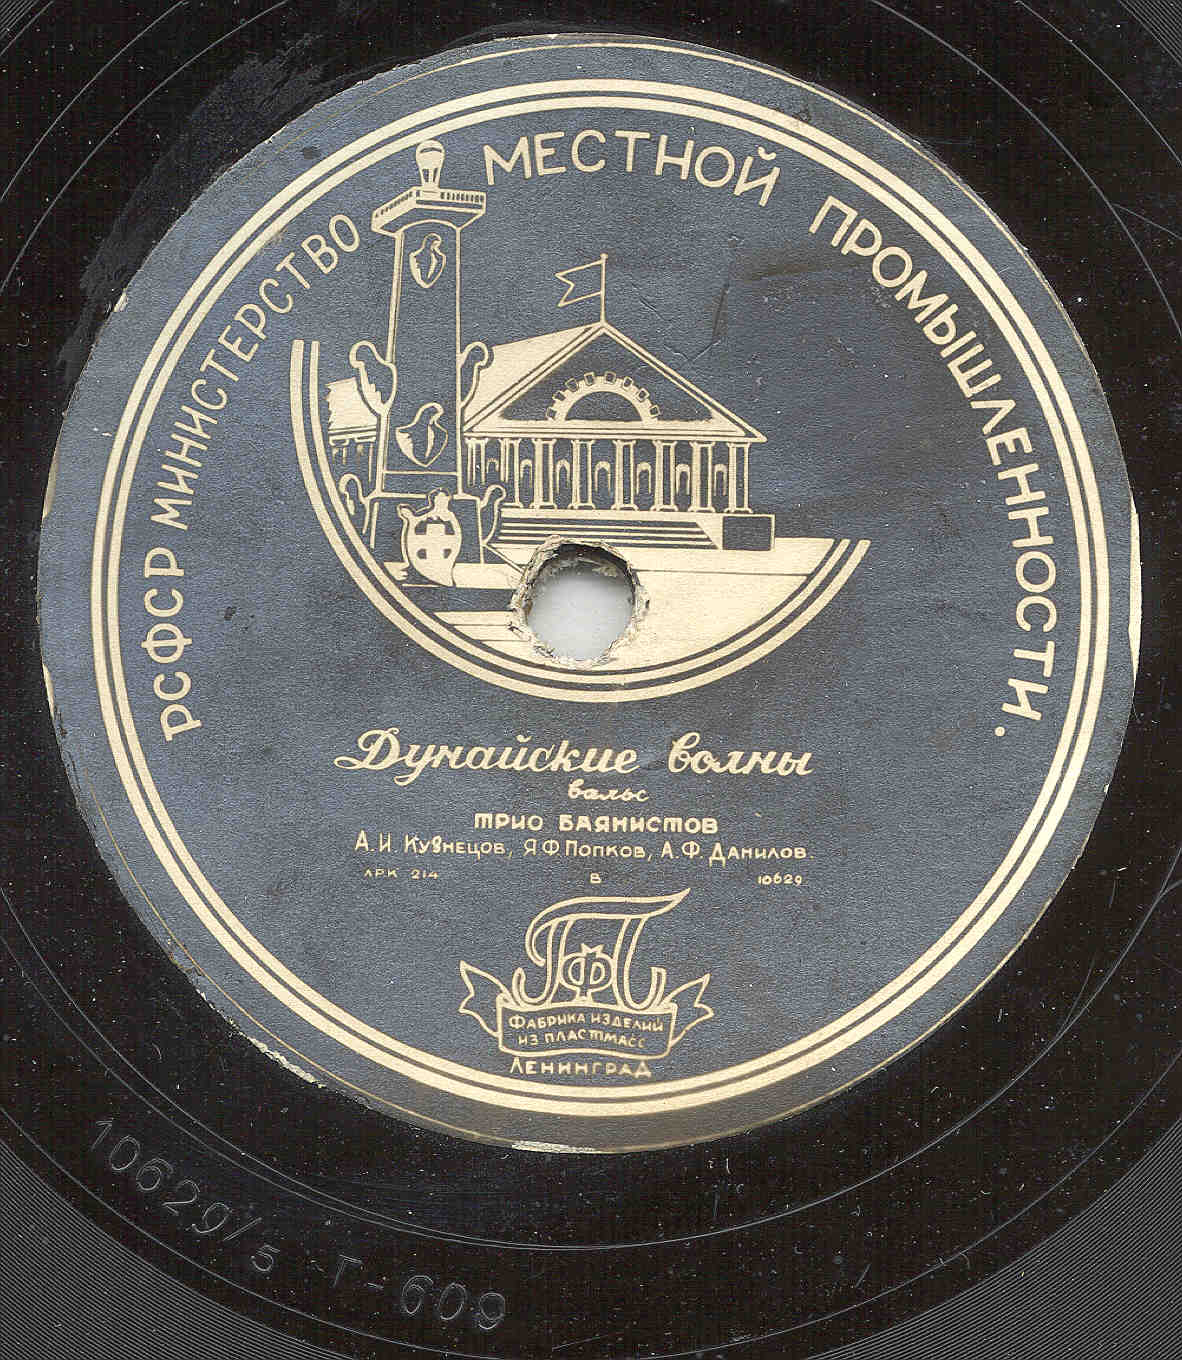 РСФСР МИНИСТЕРСТВО МЕСТНОЙ ПРОМЫШЛЕННОСТИ.
Дунайские волны
вальс
ТРИО БАЯНИСТОВ
А. И. КУЗНЕЦОВ, Я Ф ПОПКОВ, А. Ф. ДАНИЛОВ.
ЛРК 214 В 10629
ГФП
ФАБРИКА ИЗДЕЛИЙ
ИЗ ПЛАСТМАСС
ЛЕНИНГРАД
10629/5 Т-609